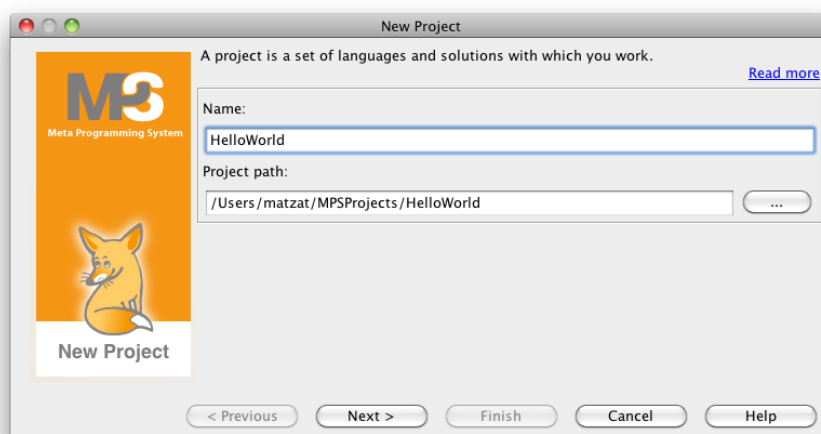 New Project
A project is a set of languages and solutions with which you work.
Read more
MPS
Meta Programming System
Name:
HelloWorld
Project path:
/Users/matzat/MPSProjects/HelloWorld
...
New Project
< Previous
Next >
Finish
Cancel
Help